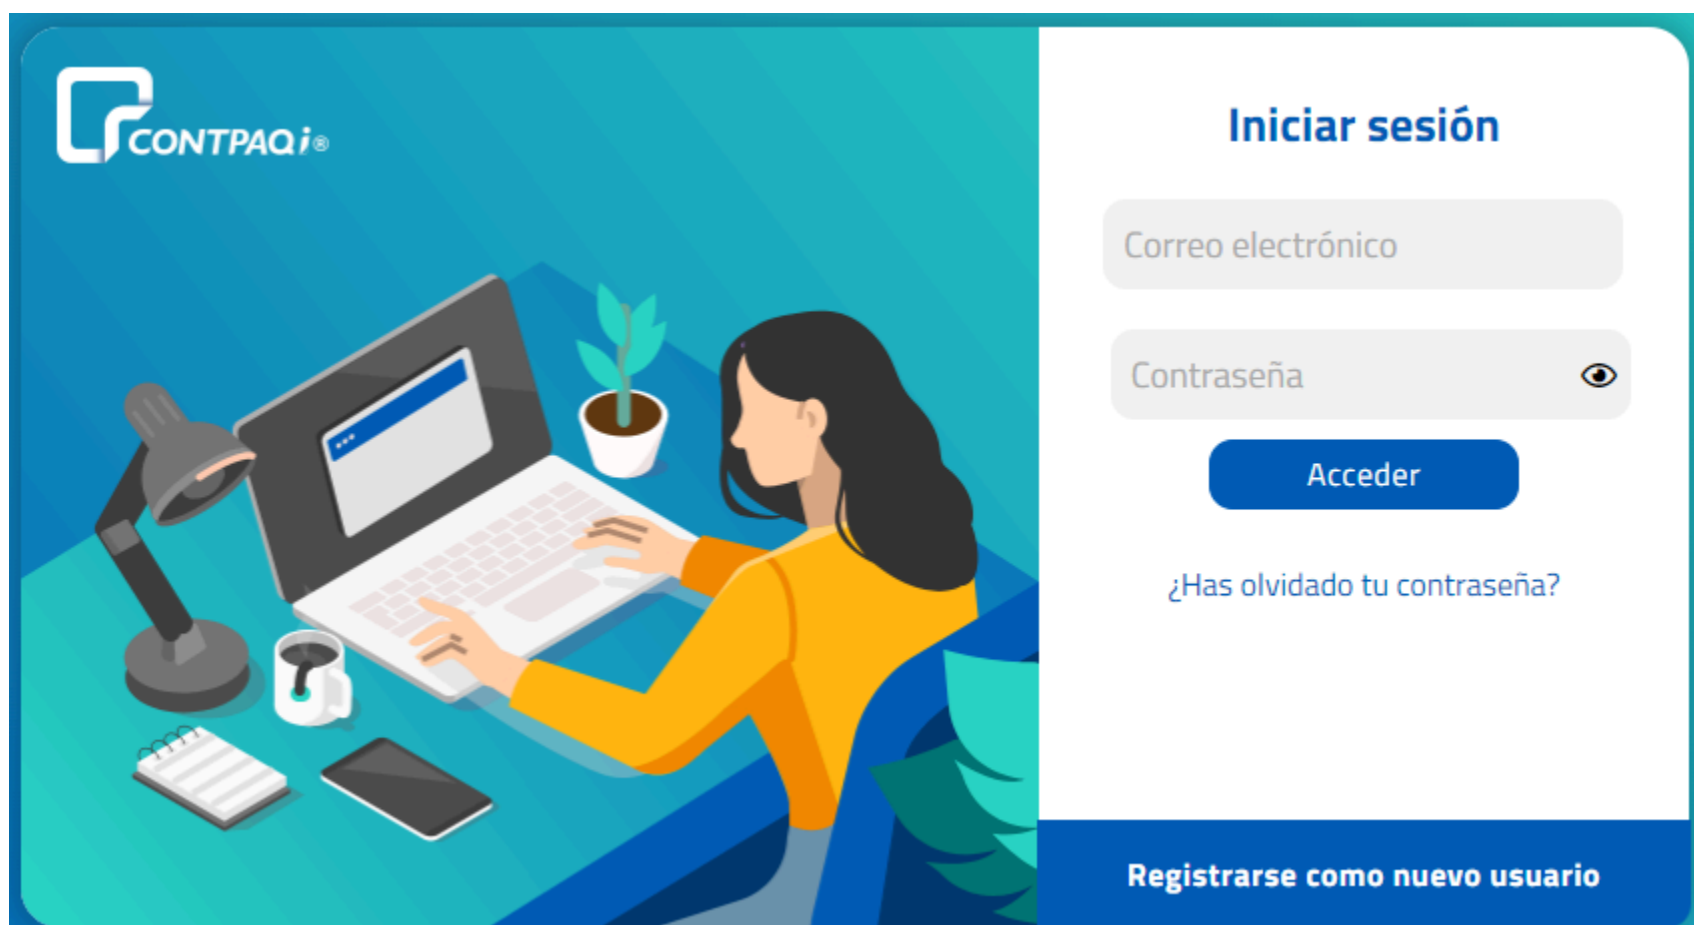 CONTPAQi®
Iniciar sesión
Correo electrónico
Contraseña
Acceder
¿Has olvidado tu contraseña?
Registrarse como nuevo usuario